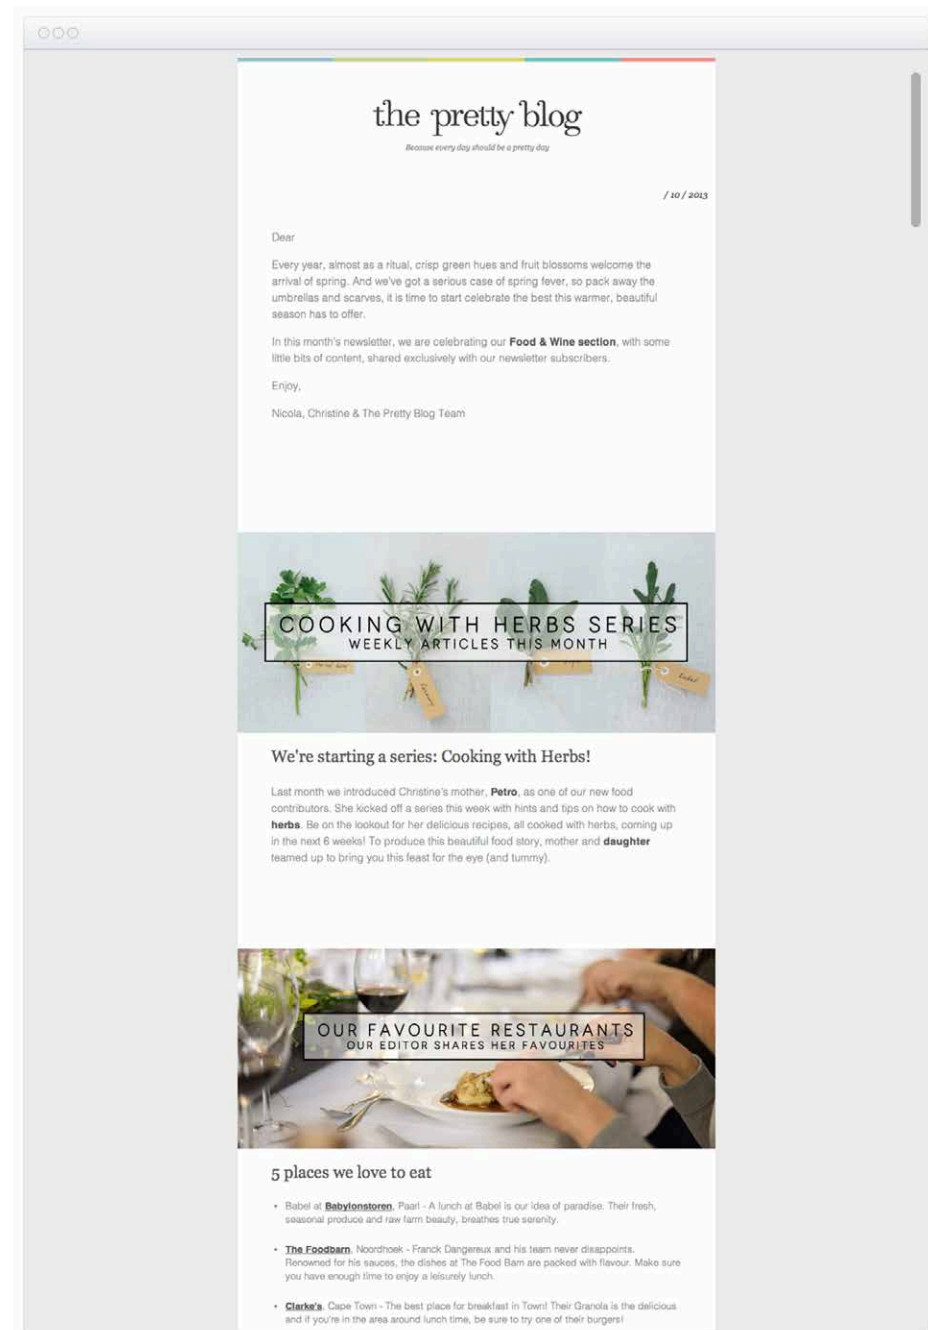 the pretty blog
Because every day should be a pretty day
/ 10 / 2013
Dear
Every year, almost as a ritual, crisp green hues and fruit blossoms welcome the
arrival of spring. And we've got a serious case of spring fever, so pack away the
umbrellas and scarves, it is time to start celebrate the best this warmer, beautiful
season has to offer.
In this month's newsletter, we are celebrating our Food & Wine section, with some
little bits of content, shared exclusively with our newsletter subscribers.
Enjoy,
Nicola, Christine & The Pretty Blog Team
COOKING WITH HERBS SERIES
WEEKLY ARTICLES THIS MONTH
We're starting a series: Cooking with Herbs!
Last month we introduced Christine's mother, Petro, as one of our new food
contributors. She kicked off a series this week with hints and tips on how to cook with
herbs. Be on the lookout for her delicious recipes, all cooked with herbs, coming up
in the next 6 weeks! To produce this beautiful food story, mother and daughter
teamed up to bring you this feast for the eye (and tummy).
OUR FAVOURITE RESTAURANTS
OUR EDITOR SHARES HER FAVOURITES
5 places we love to eat
• Babel at Babylonstoren, Paarl - A lunch at Babel is our idea of paradise. Their fresh,
seasonal produce and raw farm beauty, breathes true serenity.
• The Foodbarn, Noordhoek - Franck Dangereux and his team never disappoints.
Renowned for his sauces, the dishes at The Food Barn are packed with flavour. Make sure
you have enough time to enjoy a leisurely lunch.
• Clarke's, Cape Town - The best place for breakfast in Town! Their Granola is the delicious
and if you're in the area around lunch time, be sure to try one of their burgers!